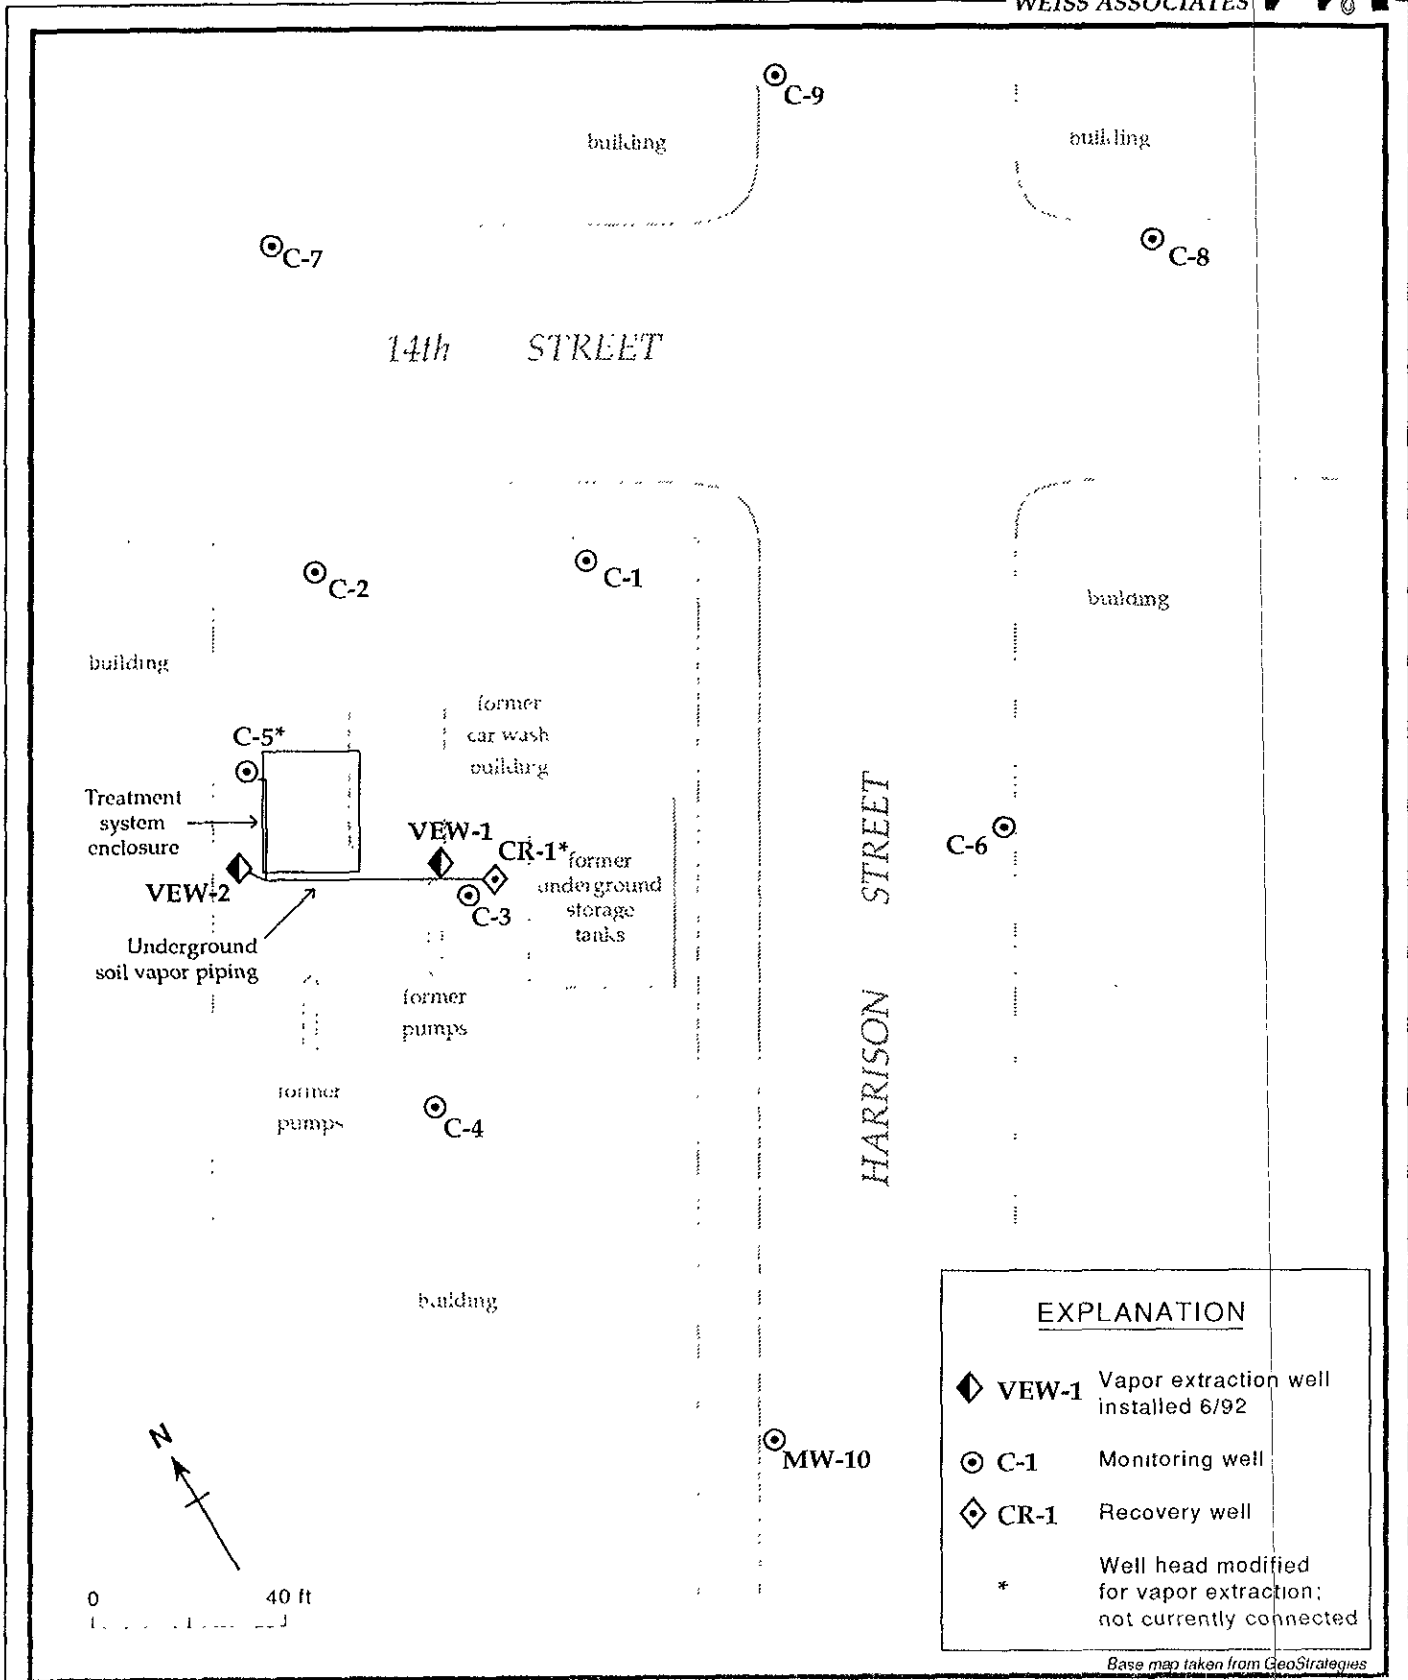 WEISS ASSOCIATES
C-9
building
building
C-7
C-8
14th STREET
C-1
C-2
building
building
former
car wash
building
C-5*
Treatment
system
enclosure
VEW-1
CR-1*
former
underground
storage
tanks
C-6
VEW-2
C-3
Underground
soil vapor piping
HARRISON STREET
former
pumps
former
pumps
C-4
building
MW-10
N
0 40 ft
EXPLANATION
VEW-1 Vapor extraction well
installed 6/92
C-1 Monitoring well
CR-1 Recovery well
* Well head modified
for vapor extraction;
not currently connected
Base map taken from GeoStrategies